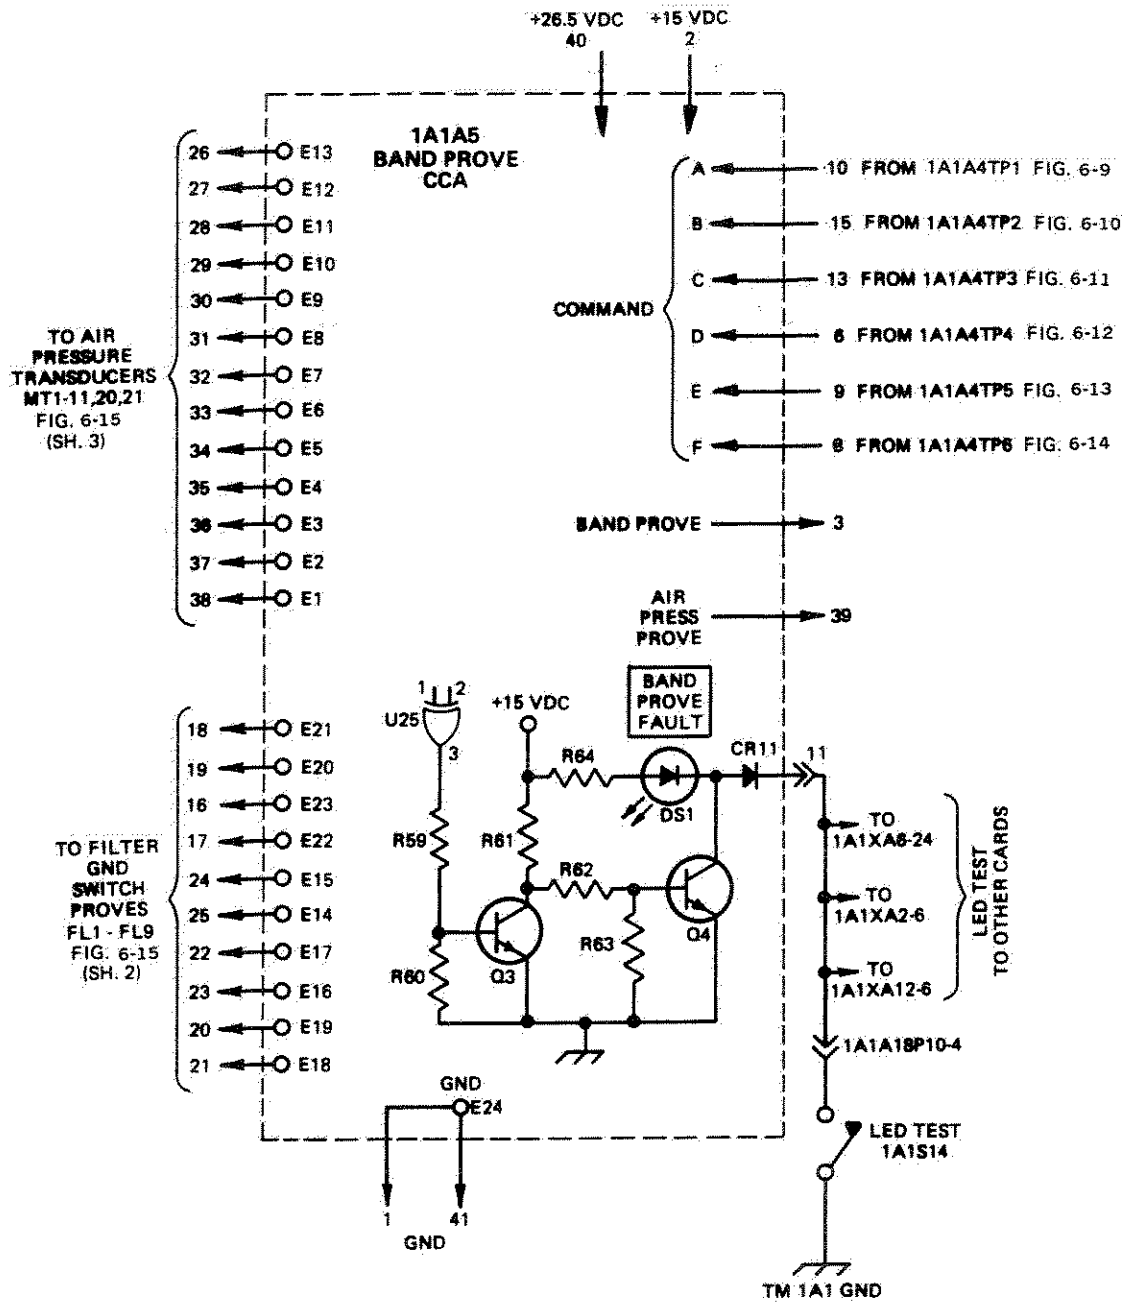 +26.5 VDC
40
+15 VDC
2
1A1A5
BAND PROVE
CCA
26 E13
27 E12
28 E11
29 E10
30 E9
31 E8
32 E7
33 E6
34 E5
35 E4
36 E3
37 E2
38 E1
TO AIR
PRESSURE
TRANSDUCERS
MT1-11,20,21
FIG. 6-15
(SH. 3)
COMMAND
A 10 FROM 1A1A4TP1 FIG. 6-9
B 15 FROM 1A1A4TP2 FIG. 6-10
C 13 FROM 1A1A4TP3 FIG. 6-11
D 6 FROM 1A1A4TP4 FIG. 6-12
E 9 FROM 1A1A4TP5 FIG. 6-13
F 8 FROM 1A1A4TP6 FIG. 6-14
BAND PROVE 3
AIR
PRESS
PROVE
39
18 E21
19 E20
16 E23
17 E22
24 E15
25 E14
22 E17
23 E16
20 E19
21 E18
TO FILTER
GND
SWITCH
PROVES
FL1 - FL9
FIG. 6-15
(SH. 2)
1 2
U25
3
+15 VDC
BAND
PROVE
FAULT
R64
DS1
CR11
11
R59
R61
R62
R60
Q3
R63
Q4
TO
1A1XA6-24
TO
1A1XA2-6
TO
1A1XA12-6
LED TEST
TO OTHER CARDS
1A1A18P10-4
LED TEST
1A1S14
TM 1A1 GND
GND
E24
1 41
GND